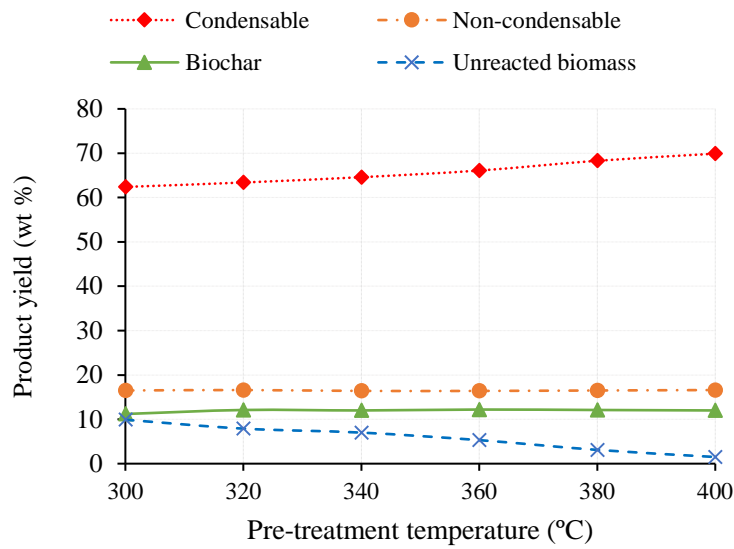 Condensable
Non-condensable
Biochar
Unreacted biomass
80
70
60
50
40
30
20
10
0
Product yield (wt %)
300
320
340
360
380
400
Pre-treatment temperature (ºC)